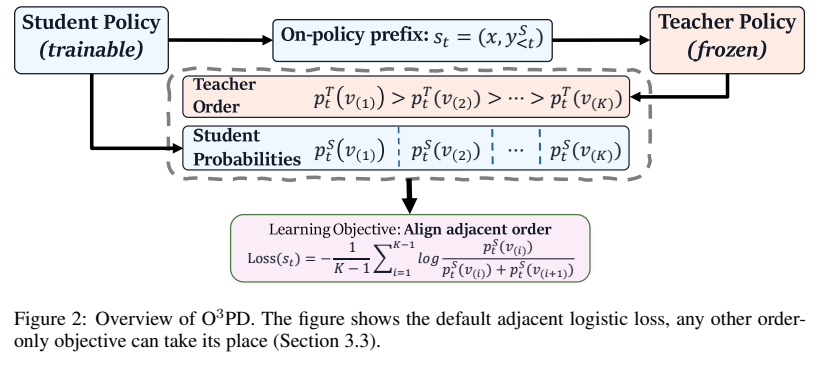 Student Policy
(trainable)
On-policy prefix: sₜ = (x, y^S_{<t})
Teacher Policy
(frozen)
Teacher
Order
p^T_t(v_(1)) > p^T_t(v_(2)) > ⋯ > p^T_t(v_(K))
Student
Probabilities
p^S_t(v_(1)) p^S_t(v_(2)) ⋯ p^S_t(v_(K))
Learning Objective: Align adjacent order
Loss(sₜ) = − 1/(K − 1) ∑^{K−1}_{i=1} log p^S_t(v_(i)) / (p^S_t(v_(i)) + p^S_t(v_(i+1)))
Figure 2: Overview of O³PD. The figure shows the default adjacent logistic loss, any other order-
only objective can take its place (Section 3.3).